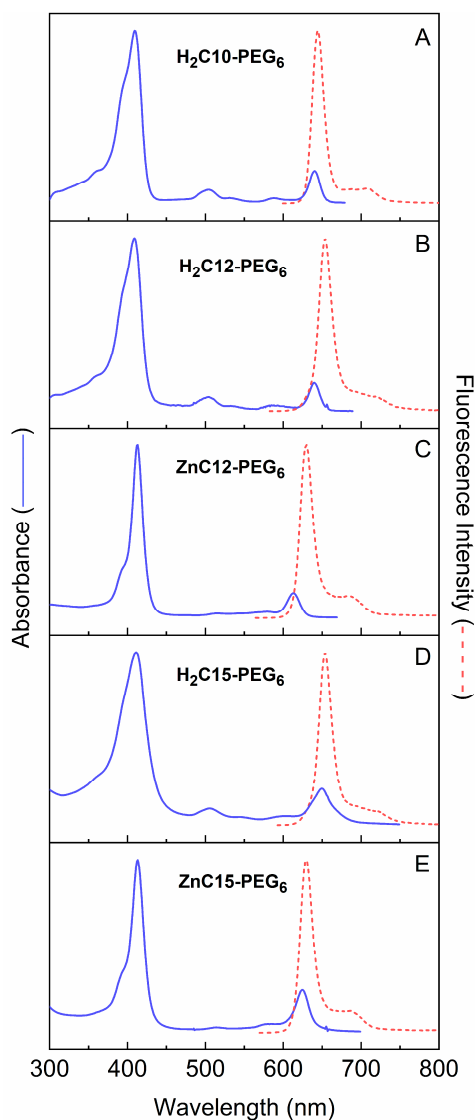 A
H₂C10-PEG₆
B
H₂C12-PEG₆
C
ZnC12-PEG₆
D
H₂C15-PEG₆
E
ZnC15-PEG₆
Absorbance (——)
Fluorescence Intensity (- - -)
300 400 500 600 700 800
Wavelength (nm)